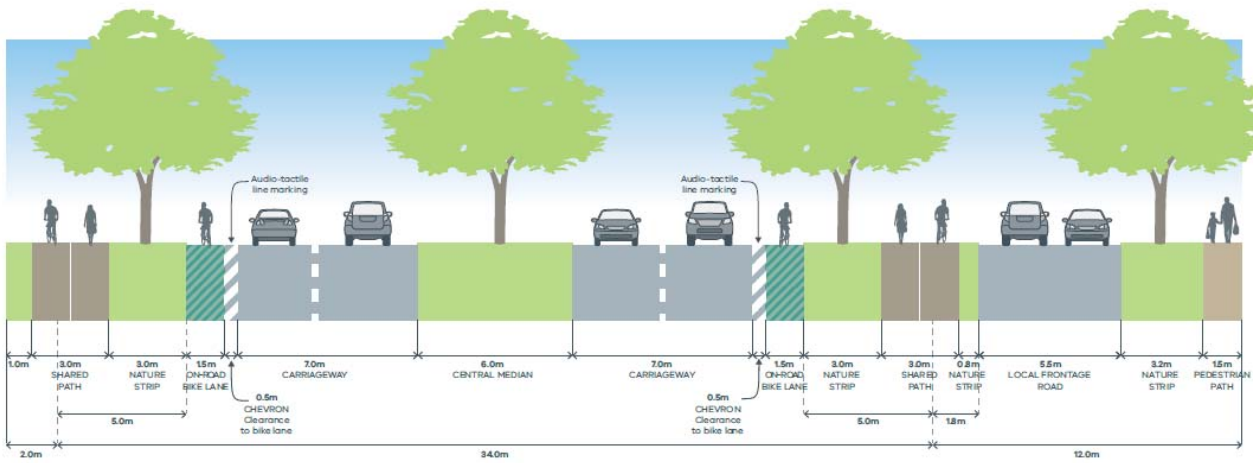 Audio-tactile
line marking
Audio-tactile
line marking
1.0m
3.0m
SHARED
PATH
3.0m
NATURE
STRIP
1.5m
ON-ROAD
BIKE LANE
0.5m
CHEVRON
Clearance
to bike lane
7.0m
CARRIAGEWAY
6.0m
CENTRAL MEDIAN
7.0m
CARRIAGEWAY
0.5m
CHEVRON
Clearance
to bike lane
1.5m
ON-ROAD
BIKE LANE
3.0m
NATURE
STRIP
3.0m
SHARED
PATH
0.8m
NATURE
STRIP
5.5m
LOCAL FRONTAGE
ROAD
3.2m
NATURE
STRIP
1.5m
PEDESTRIAN
PATH
5.0m
5.0m
1.8m
2.0m
34.0m
12.0m